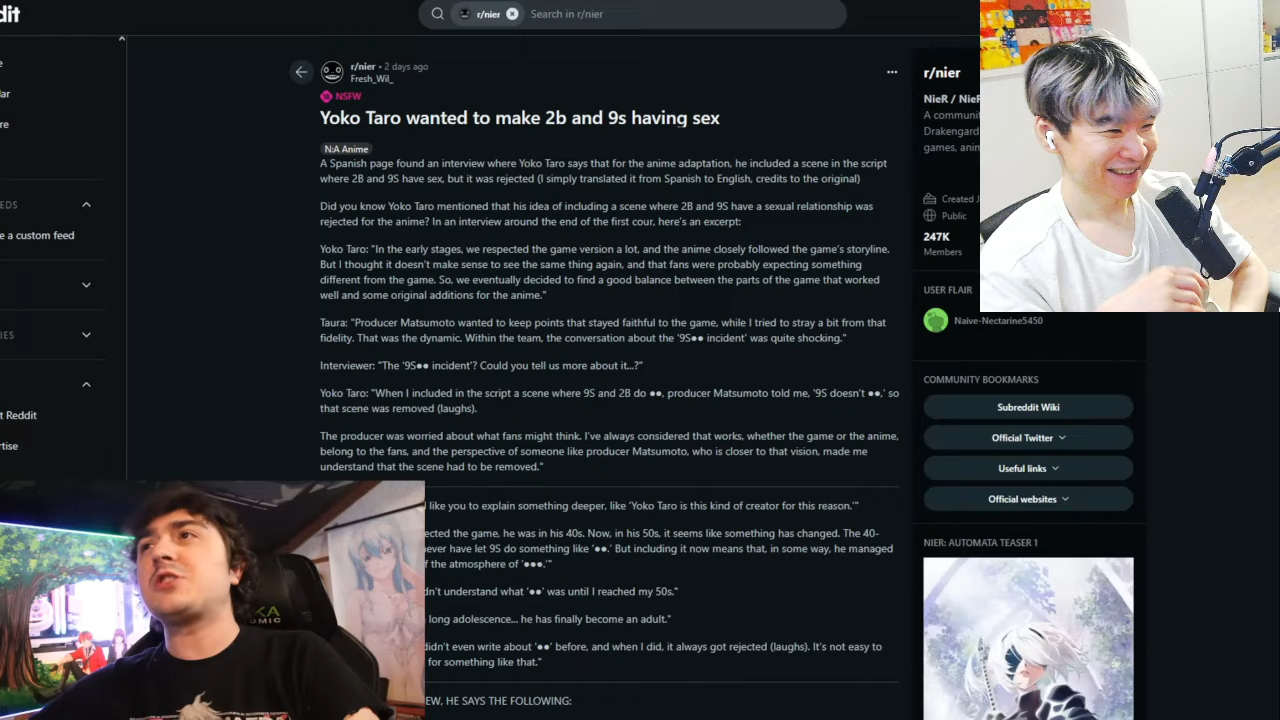 dit
r/nier
Search in r/nier
e
lar
re
EDS
e a custom feed
IES
t Reddit
rtise
r/nier • 2 days ago
Fresh_Wil_
NSFW
Yoko Taro wanted to make 2b and 9s having sex
N:A Anime
A Spanish page found an interview where Yoko Taro says that for the anime adaptation, he included a scene in the script
where 2B and 9S have sex, but it was rejected (I simply translated it from Spanish to English, credits to the original)
Did you know Yoko Taro mentioned that his idea of including a scene where 2B and 9S have a sexual relationship was
rejected for the anime? In an interview around the end of the first cour, here's an excerpt:
Yoko Taro: "In the early stages, we respected the game version a lot, and the anime closely followed the game's storyline.
But I thought it doesn't make sense to see the same thing again, and that fans were probably expecting something
different from the game. So, we eventually decided to find a good balance between the parts of the game that worked
well and some original additions for the anime."
Taura: "Producer Matsumoto wanted to keep points that stayed faithful to the game, while I tried to stray a bit from that
fidelity. That was the dynamic. Within the team, the conversation about the '9S●● incident' was quite shocking."
Interviewer: "The '9S●● incident'? Could you tell us more about it...?"
Yoko Taro: "When I included in the script a scene where 9S and 2B do ●●, producer Matsumoto told me, '9S doesn't ●●,' so
that scene was removed (laughs).
The producer was worried about what fans might think. I've always considered that works, whether the game or the anime,
belong to the fans, and the perspective of someone like producer Matsumoto, who is closer to that vision, made me
understand that the scene had to be removed."
like you to explain something deeper, like 'Yoko Taro is this kind of creator for this reason.'"
ected the game, he was in his 40s. Now, in his 50s, it seems like something has changed. The 40-
never have let 9S do something like '●●.' But including it now means that, in some way, he managed
f the atmosphere of '●●●.'"
dn't understand what '●●' was until I reached my 50s."
long adolescence... he has finally become an adult."
didn't even write about '●●' before, and when I did, it always got rejected (laughs). It's not easy to
for something like that."
EW, HE SAYS THE FOLLOWING:
r/nier
NieR / NieR
A communi
Drakengard
games, anim
Created J
Public
247K
Members
USER FLAIR
Naive-Nectarine5450
COMMUNITY BOOKMARKS
Subreddit Wiki
Official Twitter
Useful links
Official websites
NIER: AUTOMATA TEASER 1